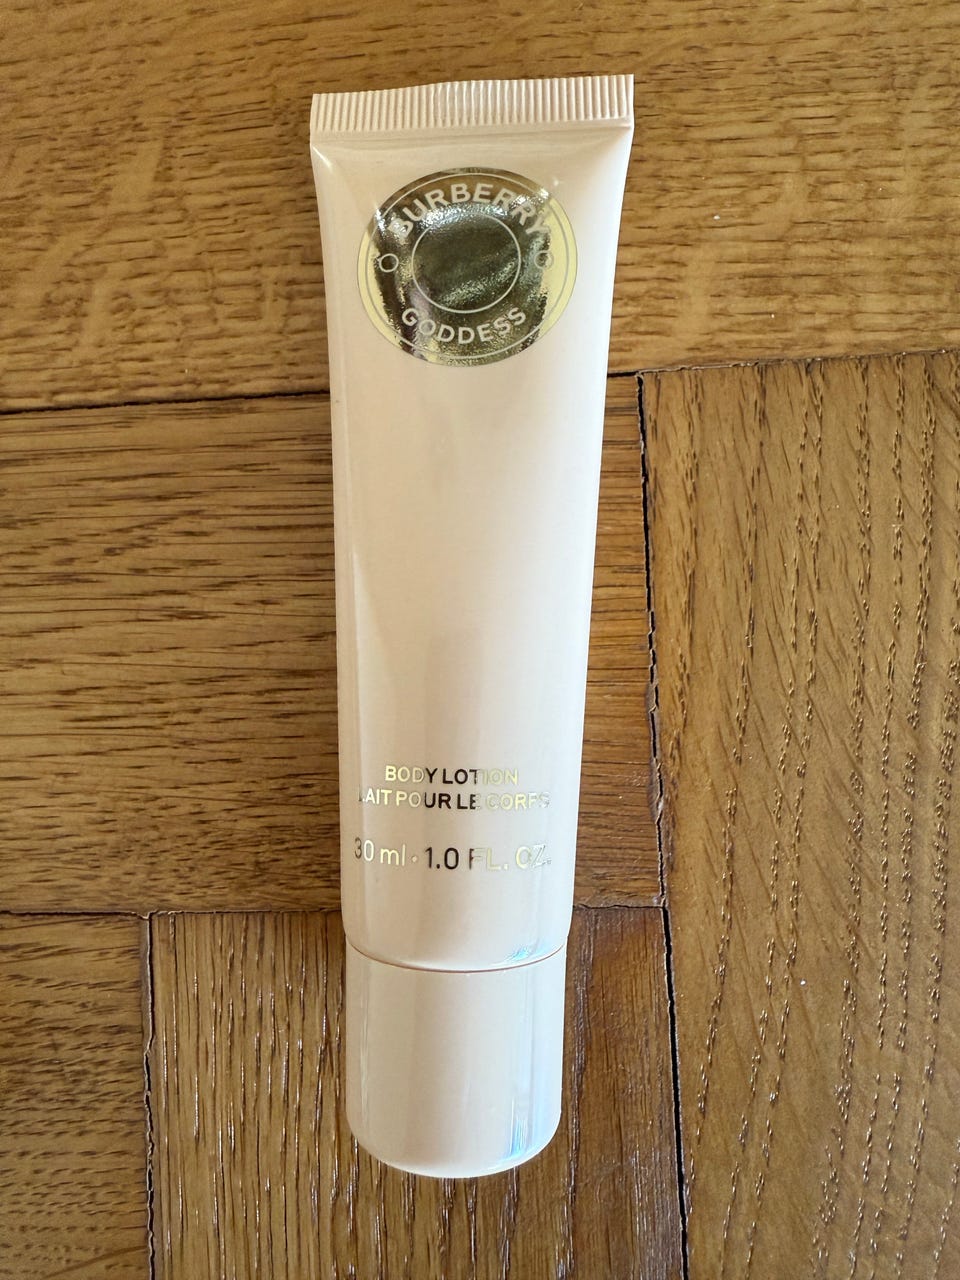 BURBERRY
GODDESS
BODY LOTION
LAIT POUR LE CORPS
30 ml · 1.0 FL. OZ.